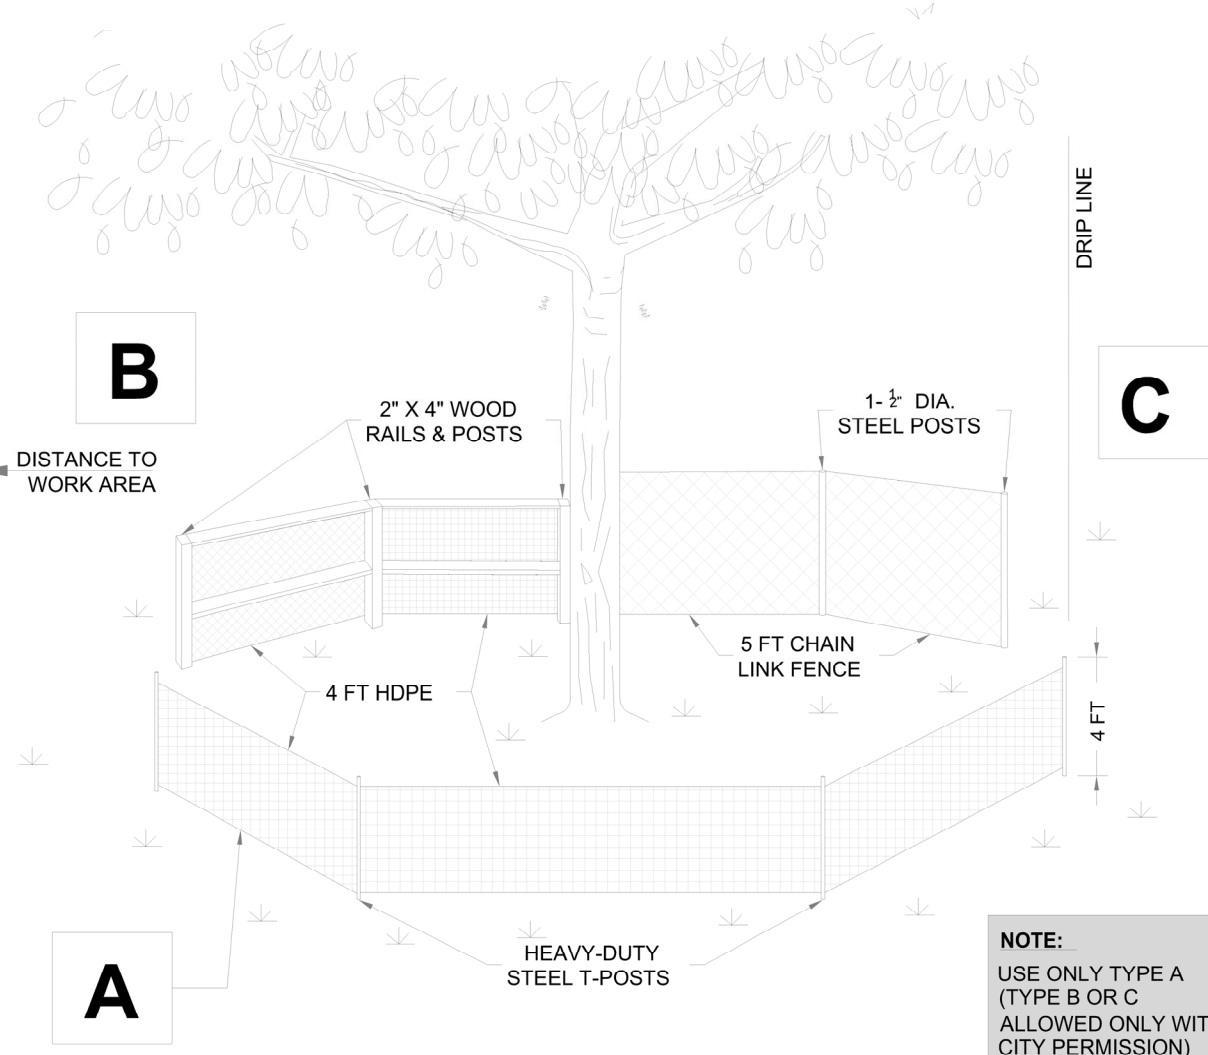 DRIP LINE
B
C
2" X 4" WOOD
RAILS & POSTS
1- 1/2" DIA.
STEEL POSTS
DISTANCE TO
WORK AREA
5 FT CHAIN
LINK FENCE
4 FT HDPE
4 FT
A
HEAVY-DUTY
STEEL T-POSTS
NOTE:
USE ONLY TYPE A
(TYPE B OR C
ALLOWED ONLY WIT
CITY PERMISSION)